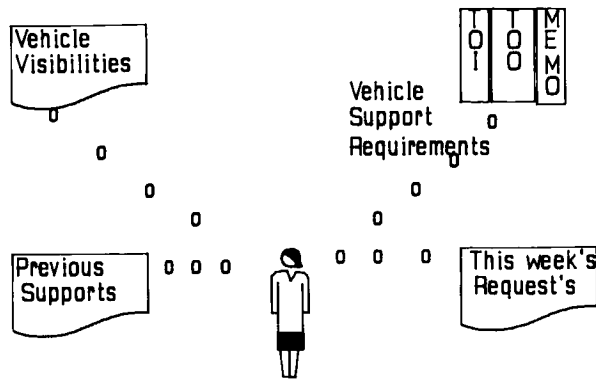 Vehicle
Visibilities
TOI
TOO
MEMO
Vehicle
Support
Requirements
Previous
Supports
This week's
Request's